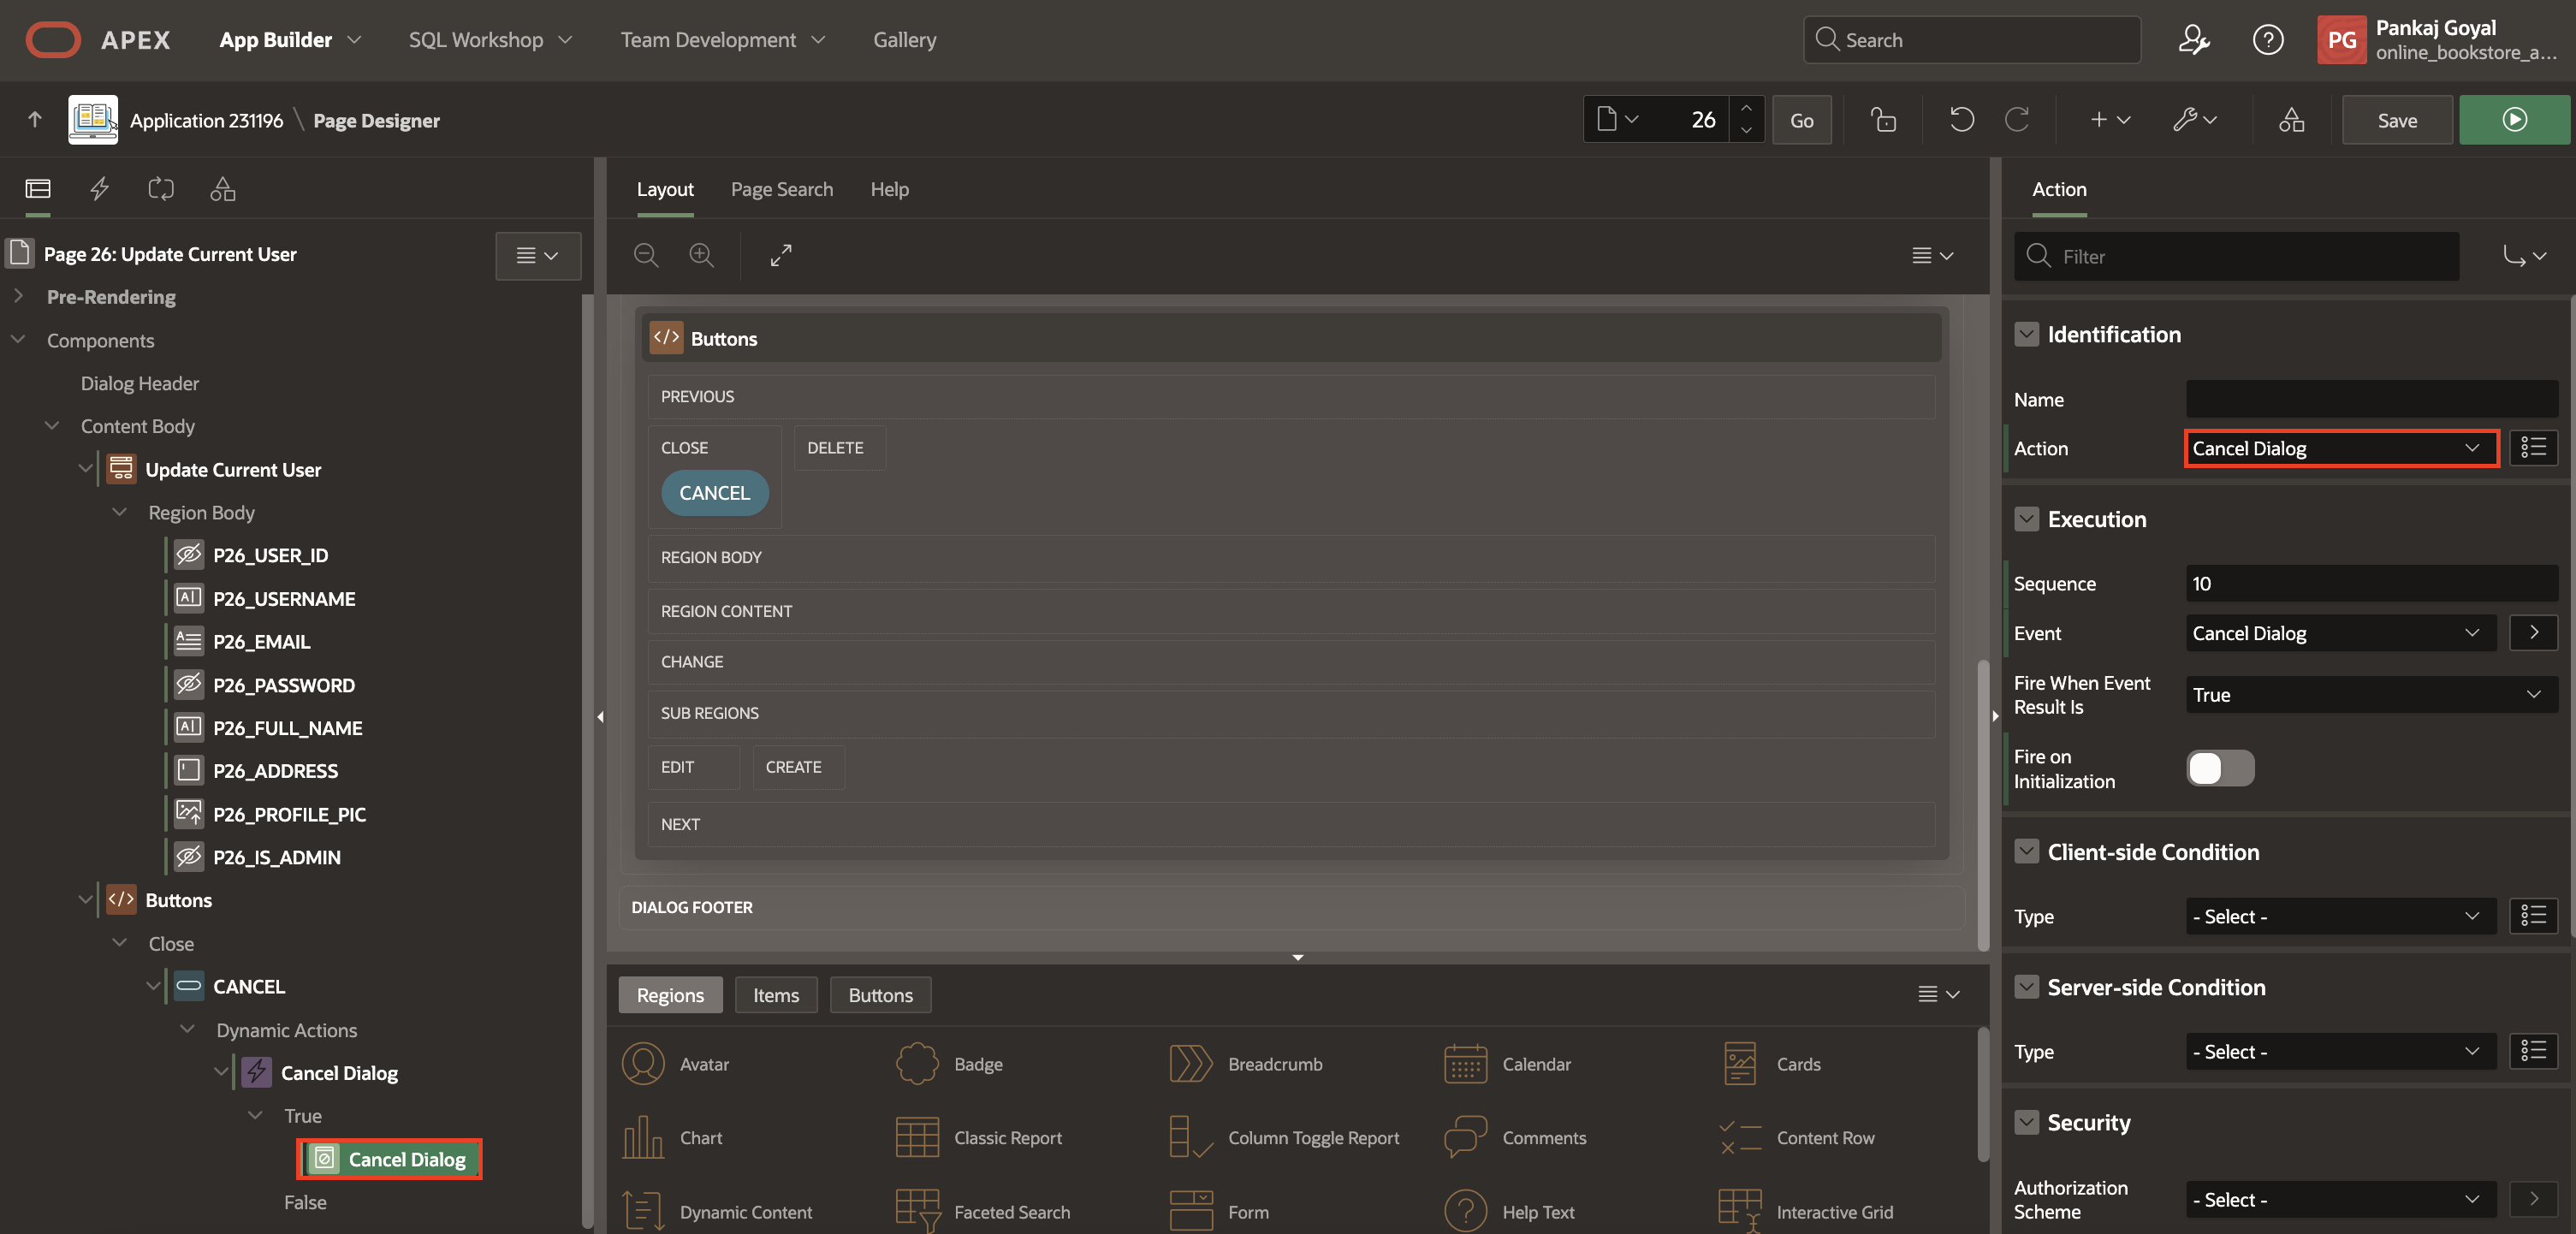 APEX App Builder SQL Workshop Team Development Gallery Search ? PG Pankaj Goyal
online_bookstore_a...
Application 231196 \ Page Designer 26 Go Save
Layout Page Search Help Action
Page 26: Update Current User
Filter
Pre-Rendering
Components
Dialog Header
Content Body
Update Current User
Region Body
P26_USER_ID
P26_USERNAME
P26_EMAIL
P26_PASSWORD
P26_FULL_NAME
P26_ADDRESS
P26_PROFILE_PIC
P26_IS_ADMIN
Buttons
Close
CANCEL
Dynamic Actions
Cancel Dialog
True
Cancel Dialog
False
Buttons
PREVIOUS
CLOSE DELETE
CANCEL
REGION BODY
REGION CONTENT
CHANGE
SUB REGIONS
EDIT CREATE
NEXT
DIALOG FOOTER
Regions Items Buttons
Avatar Badge Breadcrumb Calendar Cards
Chart Classic Report Column Toggle Report Comments Content Row
Dynamic Content Faceted Search Form Help Text Interactive Grid
Identification
Name
Action Cancel Dialog
Execution
Sequence 10
Event Cancel Dialog
Fire When Event
Result Is True
Fire on
Initialization
Client-side Condition
Type - Select -
Server-side Condition
Type - Select -
Security
Authorization
Scheme - Select -